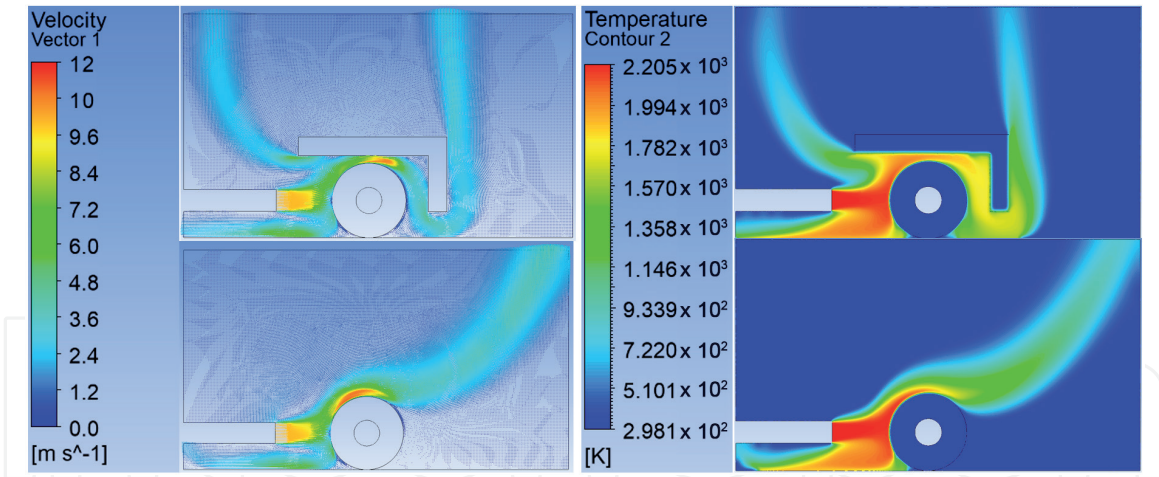 Velocity
Vector 1
12
10
9.6
8.4
7.2
6.0
4.8
3.6
2.4
1.2
0.0
[m s^-1]
Temperature
Contour 2
2.205 x 10³
1.994 x 10³
1.782 x 10³
1.570 x 10³
1.358 x 10³
1.146 x 10³
9.339 x 10²
7.220 x 10²
5.101 x 10²
2.981 x 10²
[K]